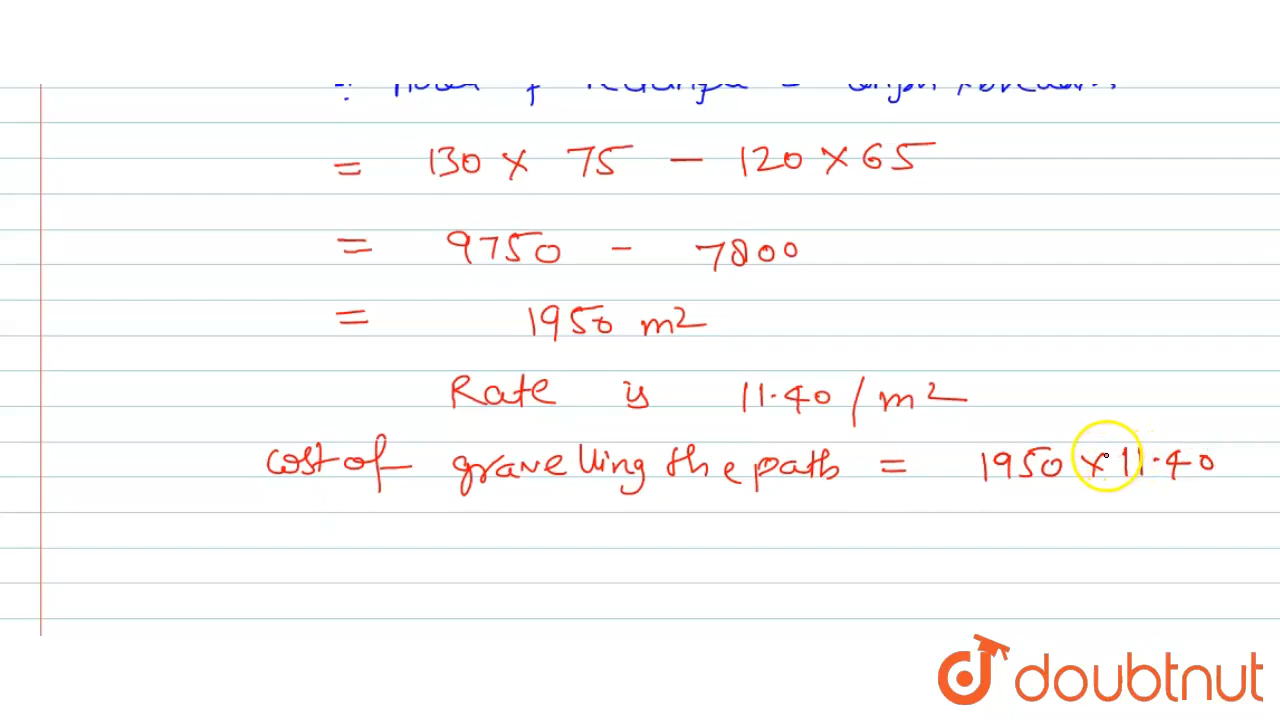 = 130 × 75 – 120 × 65
= 9750 – 7800
= 1950 m2
Rate is 11.40 / m2
cost of gravelling the path = 1950 × 11.40
doubtnut